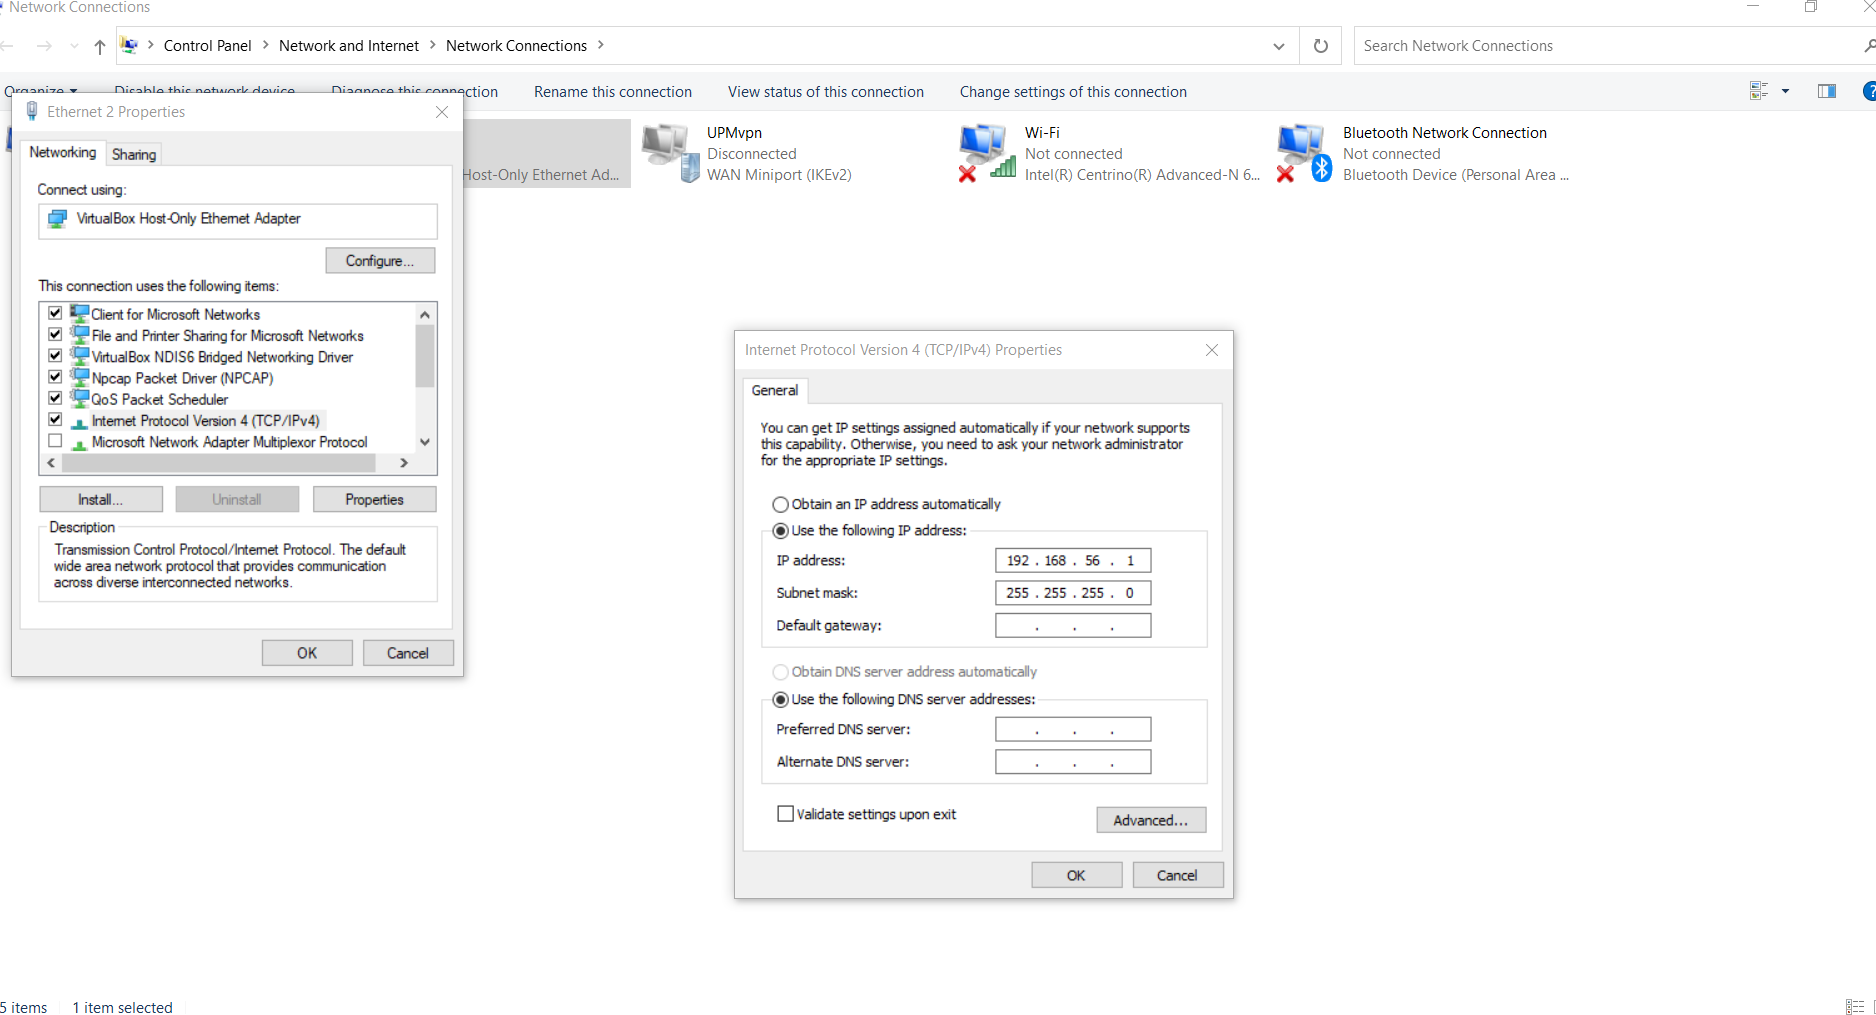 Network Connections
Control Panel > Network and Internet > Network Connections >
Search Network Connections
Organize
Disable this network device
Diagnose this connection
Rename this connection
View status of this connection
Change settings of this connection
Host-Only Ethernet Ad...
UPMvpn
Disconnected
WAN Miniport (IKEv2)
Wi-Fi
Not connected
Intel(R) Centrino(R) Advanced-N 6...
Bluetooth Network Connection
Not connected
Bluetooth Device (Personal Area ...
Ethernet 2 Properties
Networking
Sharing
Connect using:
VirtualBox Host-Only Ethernet Adapter
Configure...
This connection uses the following items:
Client for Microsoft Networks
File and Printer Sharing for Microsoft Networks
VirtualBox NDIS6 Bridged Networking Driver
Npcap Packet Driver (NPCAP)
QoS Packet Scheduler
Internet Protocol Version 4 (TCP/IPv4)
Microsoft Network Adapter Multiplexor Protocol
Install...
Uninstall
Properties
Description
Transmission Control Protocol/Internet Protocol. The default
wide area network protocol that provides communication
across diverse interconnected networks.
OK
Cancel
Internet Protocol Version 4 (TCP/IPv4) Properties
General
You can get IP settings assigned automatically if your network supports
this capability. Otherwise, you need to ask your network administrator
for the appropriate IP settings.
Obtain an IP address automatically
Use the following IP address:
IP address: 192 . 168 . 56 . 1
Subnet mask: 255 . 255 . 255 . 0
Default gateway: . . .
Obtain DNS server address automatically
Use the following DNS server addresses:
Preferred DNS server: . . .
Alternate DNS server: . . .
Validate settings upon exit
Advanced...
OK
Cancel
5 items
1 item selected